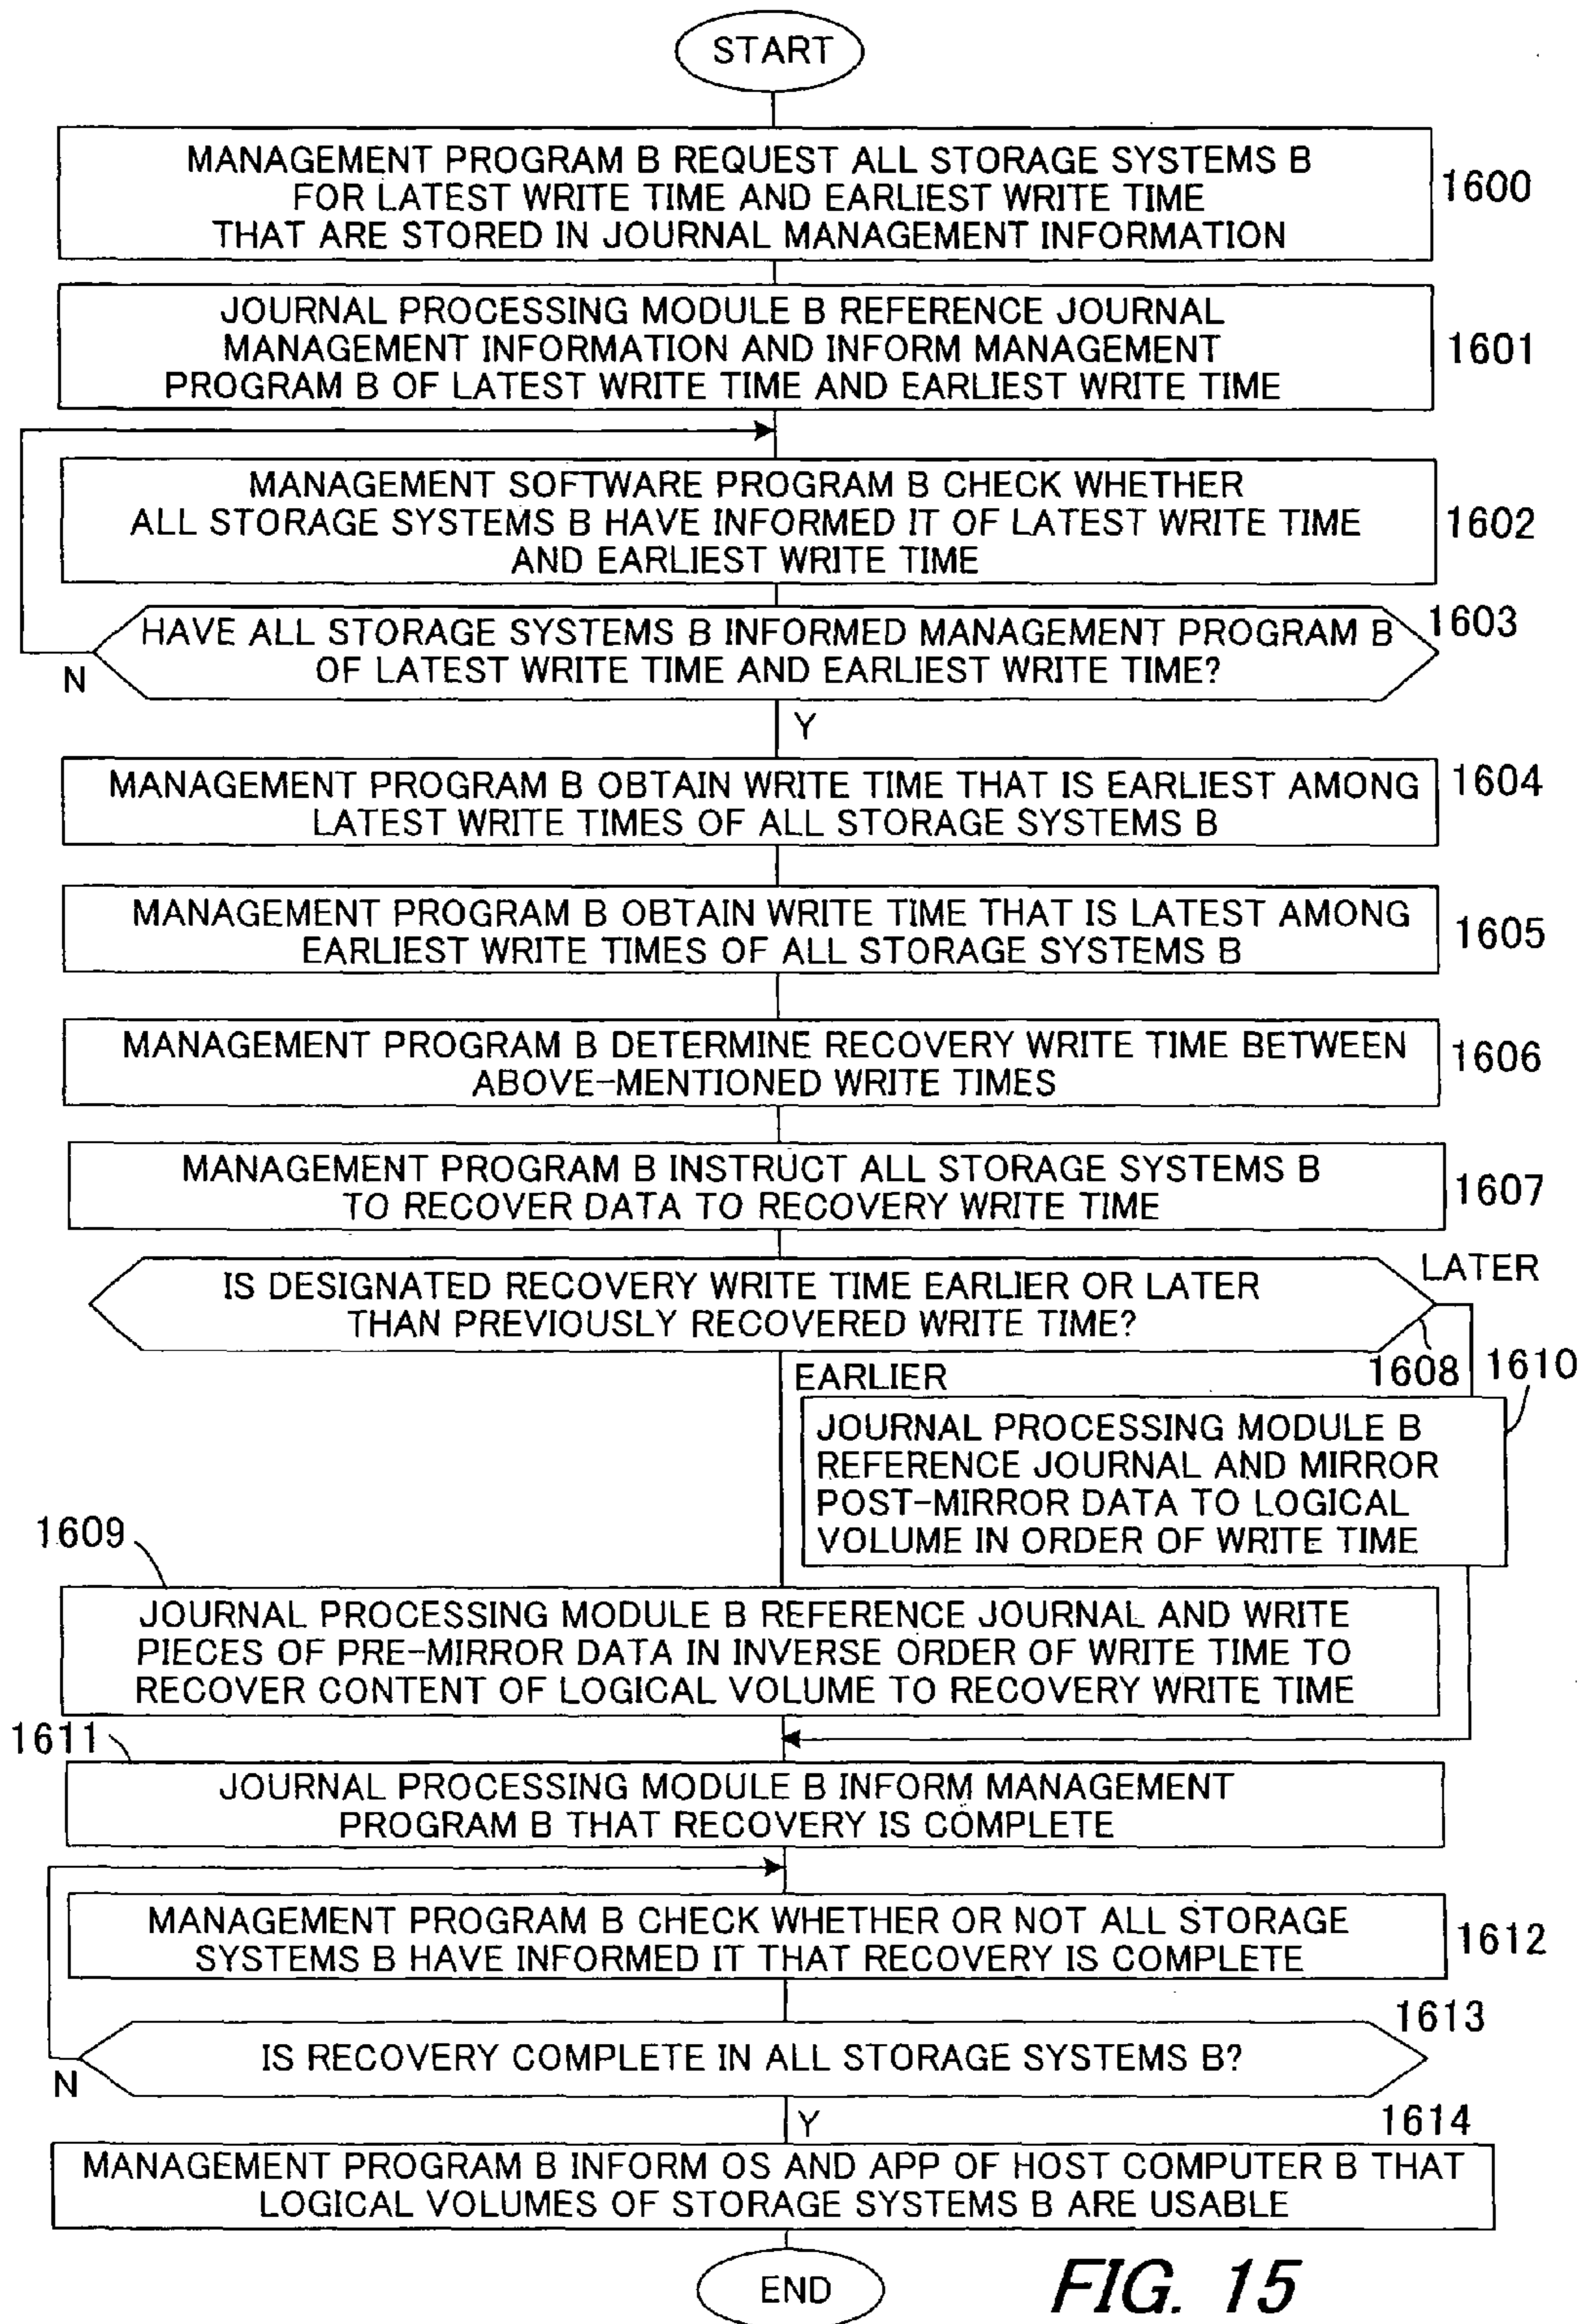 START
MANAGEMENT PROGRAM B REQUEST ALL STORAGE SYSTEMS B
FOR LATEST WRITE TIME AND EARLIEST WRITE TIME
THAT ARE STORED IN JOURNAL MANAGEMENT INFORMATION
1600
JOURNAL PROCESSING MODULE B REFERENCE JOURNAL
MANAGEMENT INFORMATION AND INFORM MANAGEMENT
PROGRAM B OF LATEST WRITE TIME AND EARLIEST WRITE TIME
1601
MANAGEMENT SOFTWARE PROGRAM B CHECK WHETHER
ALL STORAGE SYSTEMS B HAVE INFORMED IT OF LATEST WRITE TIME
AND EARLIEST WRITE TIME
1602
HAVE ALL STORAGE SYSTEMS B INFORMED MANAGEMENT PROGRAM B
OF LATEST WRITE TIME AND EARLIEST WRITE TIME?
1603
N
Y
MANAGEMENT PROGRAM B OBTAIN WRITE TIME THAT IS EARLIEST AMONG
LATEST WRITE TIMES OF ALL STORAGE SYSTEMS B
1604
MANAGEMENT PROGRAM B OBTAIN WRITE TIME THAT IS LATEST AMONG
EARLIEST WRITE TIMES OF ALL STORAGE SYSTEMS B
1605
MANAGEMENT PROGRAM B DETERMINE RECOVERY WRITE TIME BETWEEN
ABOVE-MENTIONED WRITE TIMES
1606
MANAGEMENT PROGRAM B INSTRUCT ALL STORAGE SYSTEMS B
TO RECOVER DATA TO RECOVERY WRITE TIME
1607
IS DESIGNATED RECOVERY WRITE TIME EARLIER OR LATER
THAN PREVIOUSLY RECOVERED WRITE TIME?
LATER
1608
1610
EARLIER
JOURNAL PROCESSING MODULE B
REFERENCE JOURNAL AND MIRROR
POST-MIRROR DATA TO LOGICAL
VOLUME IN ORDER OF WRITE TIME
1609
JOURNAL PROCESSING MODULE B REFERENCE JOURNAL AND WRITE
PIECES OF PRE-MIRROR DATA IN INVERSE ORDER OF WRITE TIME TO
RECOVER CONTENT OF LOGICAL VOLUME TO RECOVERY WRITE TIME
1611
JOURNAL PROCESSING MODULE B INFORM MANAGEMENT
PROGRAM B THAT RECOVERY IS COMPLETE
MANAGEMENT PROGRAM B CHECK WHETHER OR NOT ALL STORAGE
SYSTEMS B HAVE INFORMED IT THAT RECOVERY IS COMPLETE
1612
1613
IS RECOVERY COMPLETE IN ALL STORAGE SYSTEMS B?
N
Y
1614
MANAGEMENT PROGRAM B INFORM OS AND APP OF HOST COMPUTER B THAT
LOGICAL VOLUMES OF STORAGE SYSTEMS B ARE USABLE
END
FIG. 15